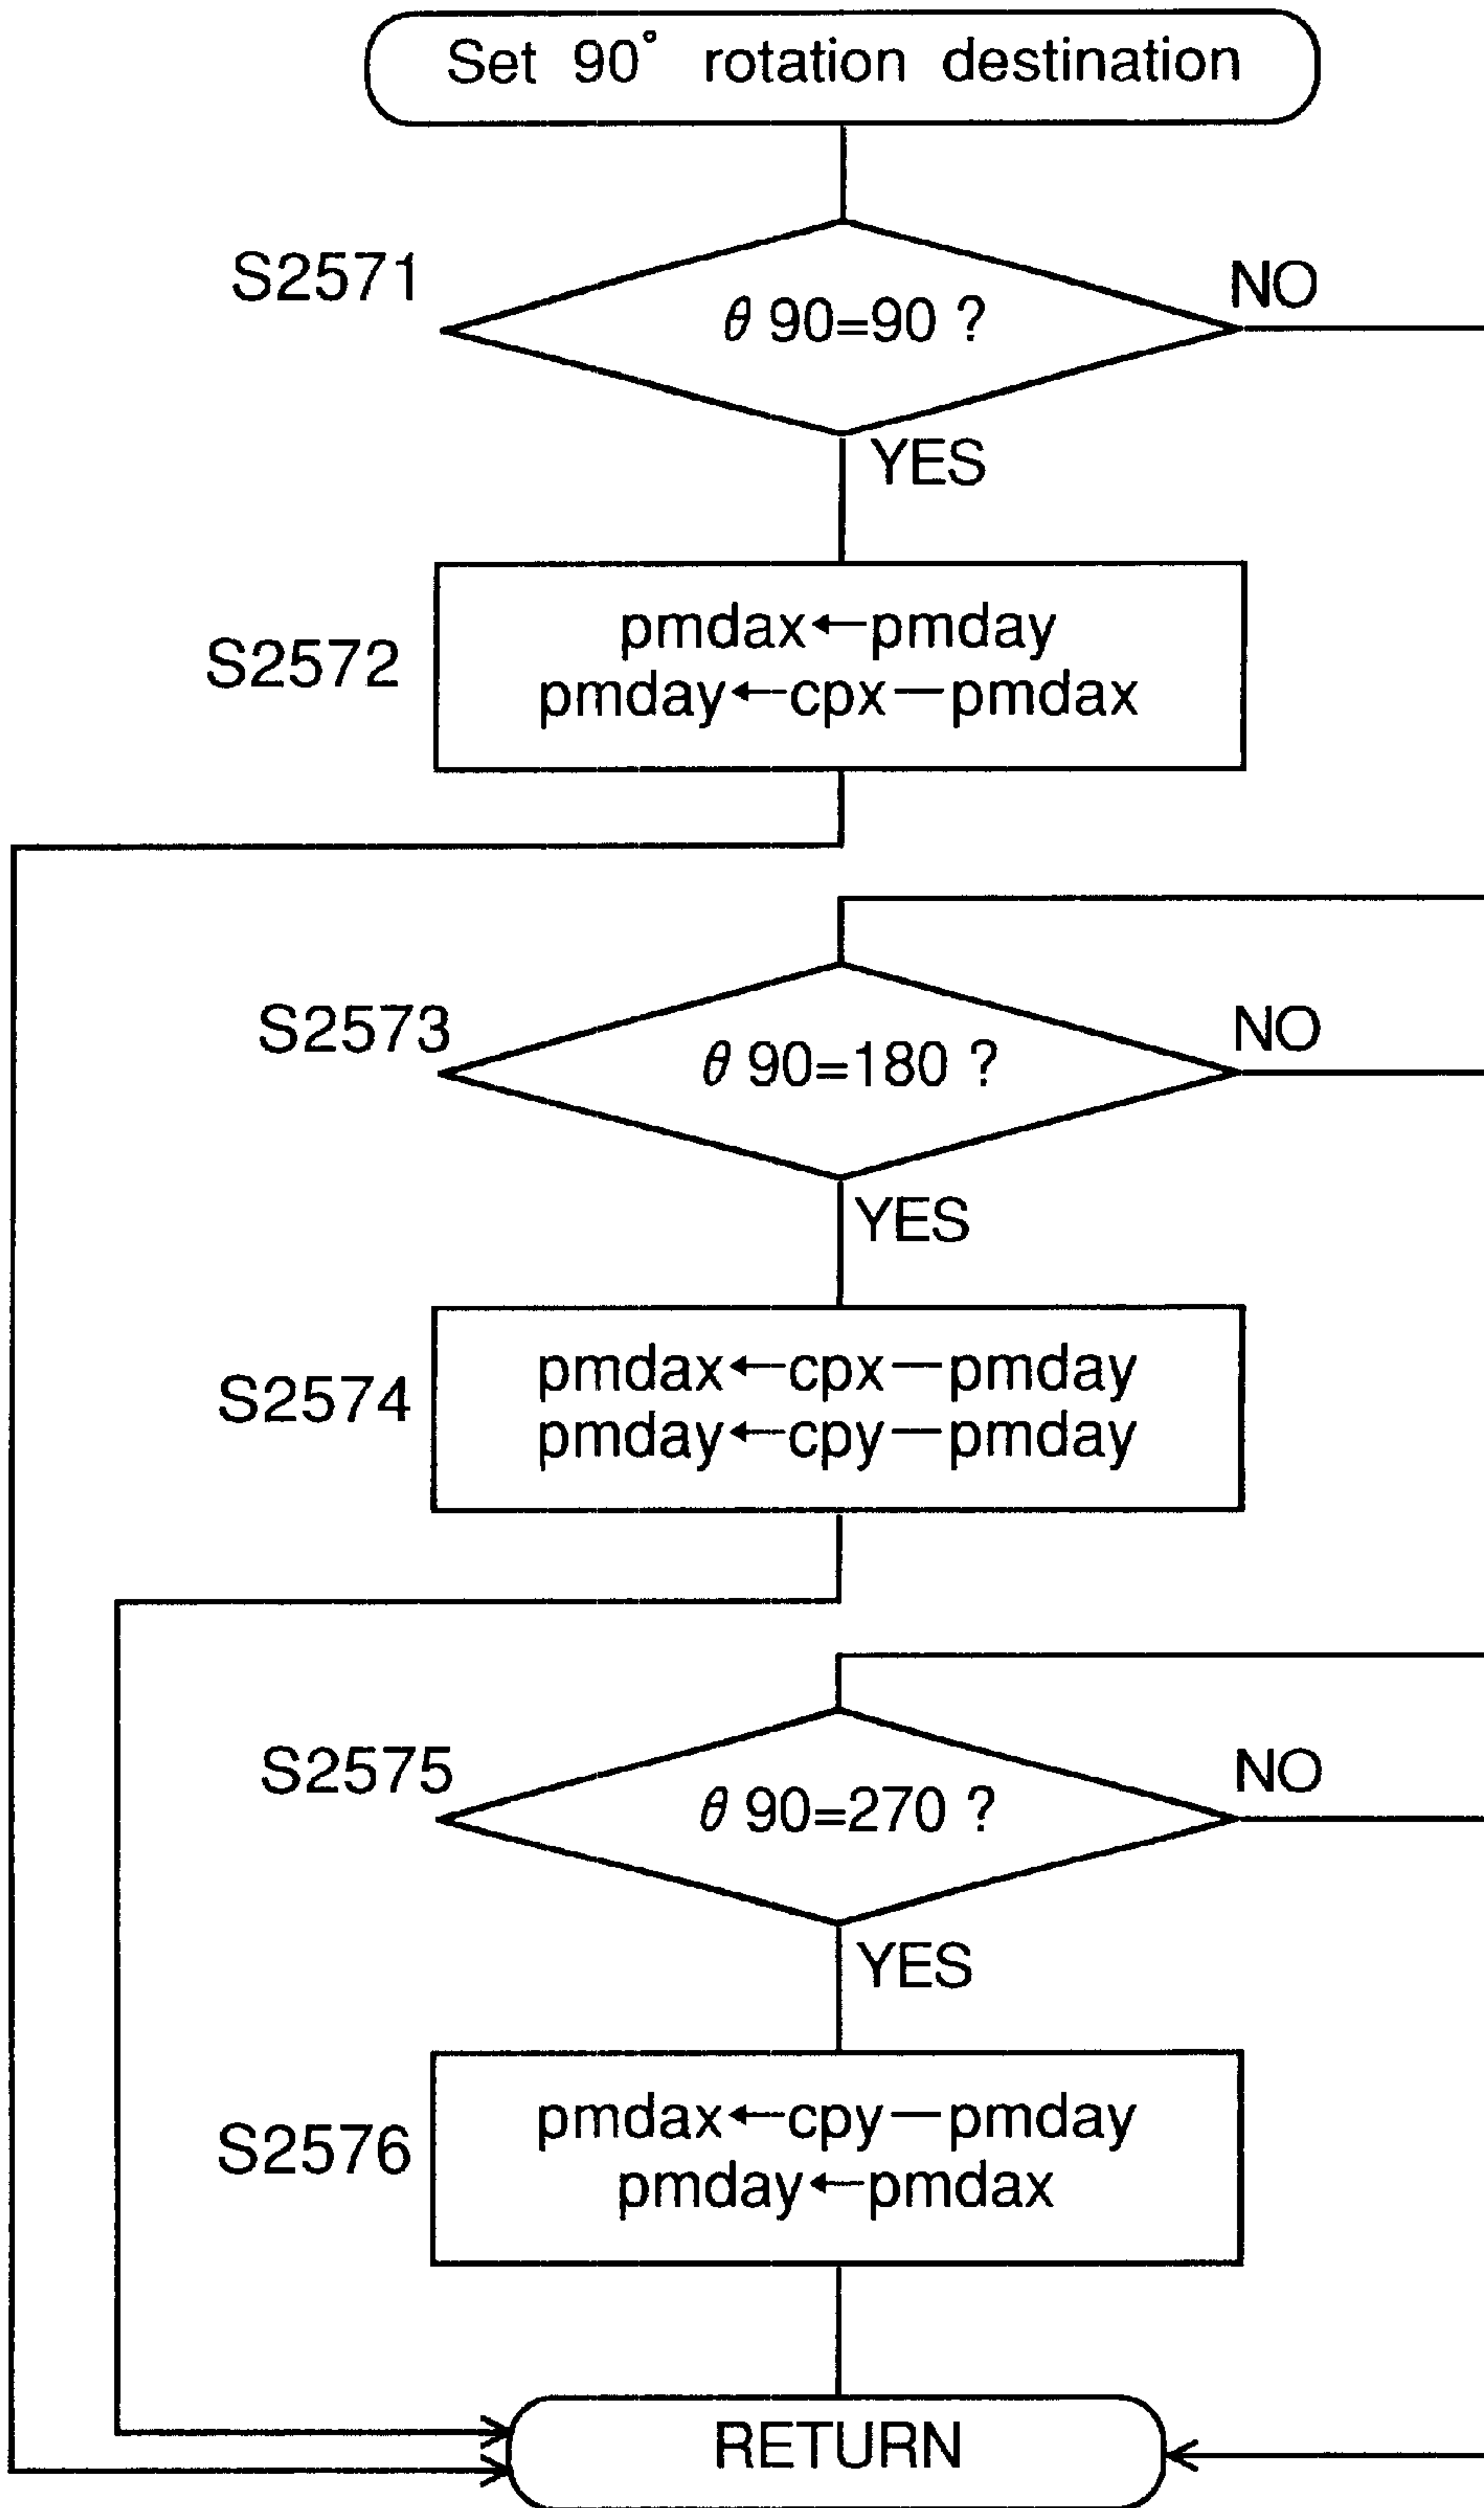 Set 90° rotation destination
S2571
θ 90=90 ?
NO
YES
S2572
pmdax←pmday
pmday←cpx—pmdax
S2573
θ 90=180 ?
NO
YES
S2574
pmdax←cpx—pmday
pmday←cpy—pmday
S2575
θ 90=270 ?
NO
YES
S2576
pmdax←cpy—pmday
pmday←pmdax
RETURN